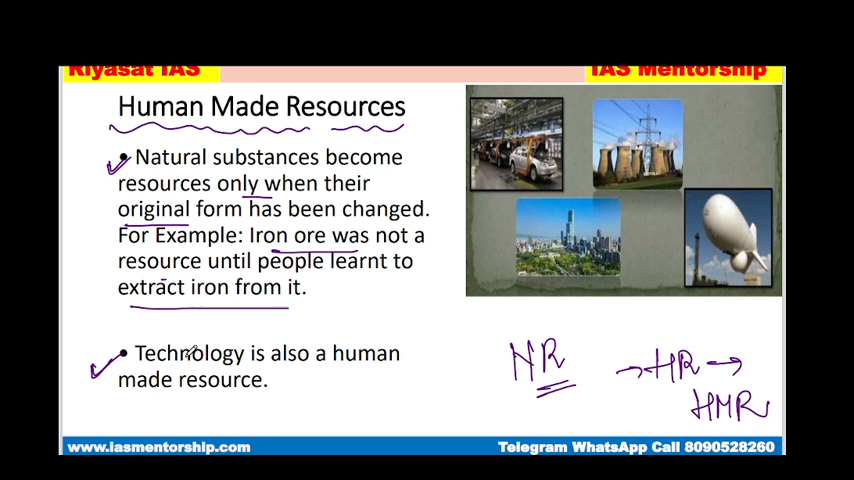 Riyasat IAS
IAS Mentorship
Human Made Resources
• Natural substances become
resources only when their
original form has been changed.
For Example: Iron ore was not a
resource until people learnt to
extract iron from it.
• Technology is also a human
made resource.
NR → HR →
HMR
www.Iasmentorship.com
Telegram WhatsApp Call 8090528260